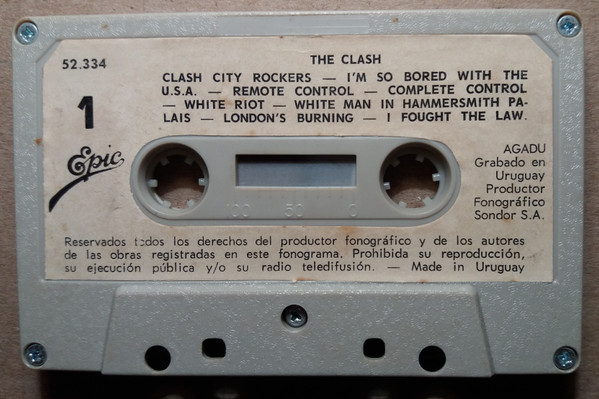 52.334
THE CLASH
CLASH CITY ROCKERS — I'M SO BORED WITH THE
U.S.A. — REMOTE CONTROL — COMPLETE CONTROL
— WHITE RIOT — WHITE MAN IN HAMMERSMITH PA-
LAIS — LONDON'S BURNING — I FOUGHT THE LAW.
1
Epic
AGADU
Grabado en
Uruguay
Productor
Fonográfico
Sondor S.A.
100 50 0
Reservados todos los derechos del productor fonográfico y de los autores
de las obras registradas en este fonograma. Prohibida su reproducción,
su ejecución pública y/o su radio teledifusión. — Made in Uruguay